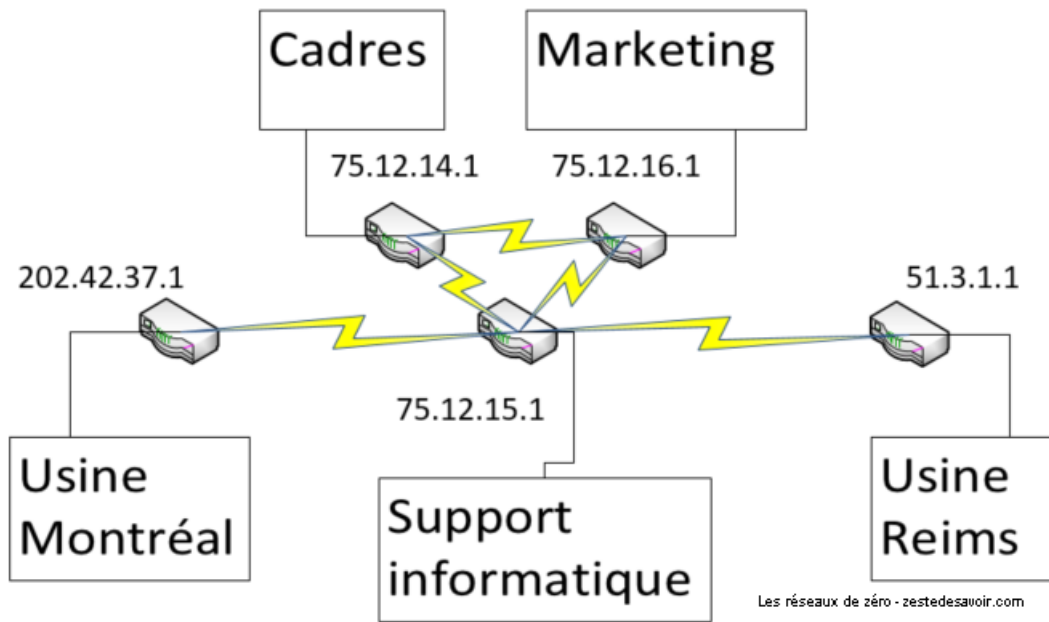 Cadres
Marketing
75.12.14.1
75.12.16.1
202.42.37.1
51.3.1.1
75.12.15.1
Usine
Montréal
Support
informatique
Usine
Reims
Les réseaux de zéro - zestedesavoir.com